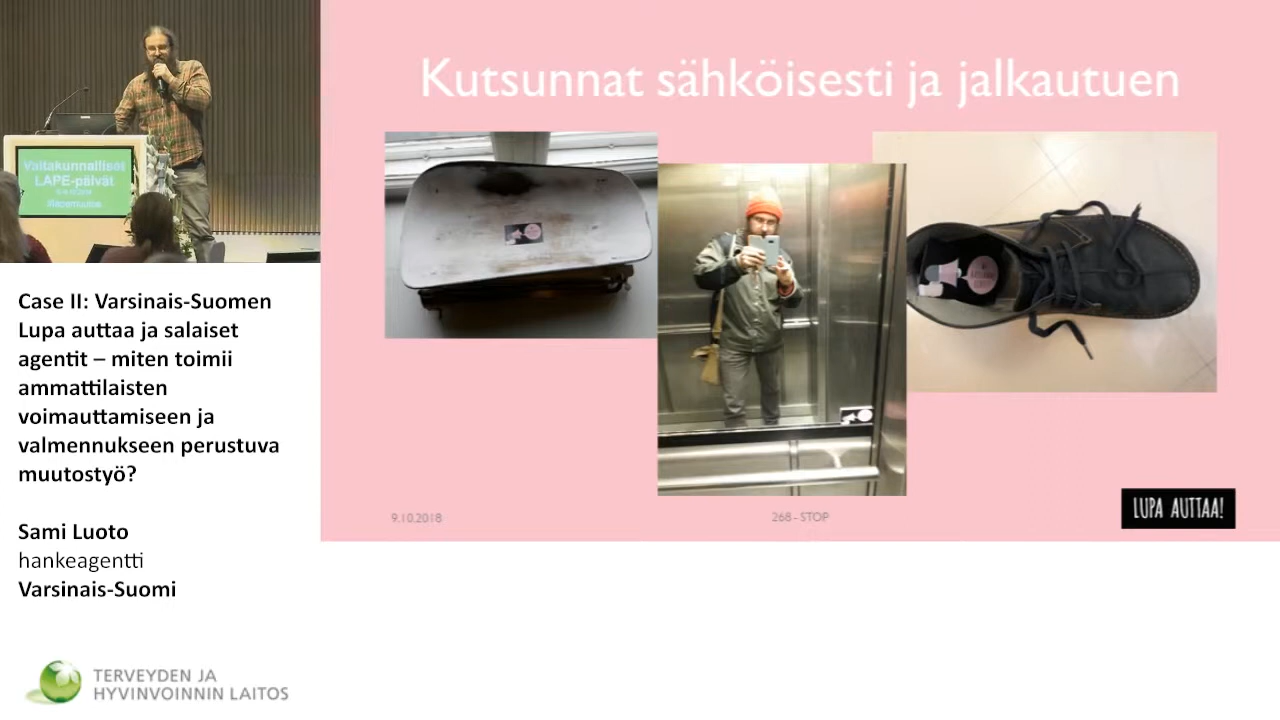 Valtakunnalliset
LAPE-päivät
Kutsunnat sähköisesti ja jalkautuen
9.10.2018
268 - STOP
LUPA AUTTAA!
Case II: Varsinais-Suomen
Lupa auttaa ja salaiset
agentit – miten toimii
ammattilaisten
voimauttamiseen ja
valmennukseen perustuva
muutostyö?
Sami Luoto
hankeagentti
Varsinais-Suomi
TERVEYDEN JA
HYVINVOINNIN LAITOS